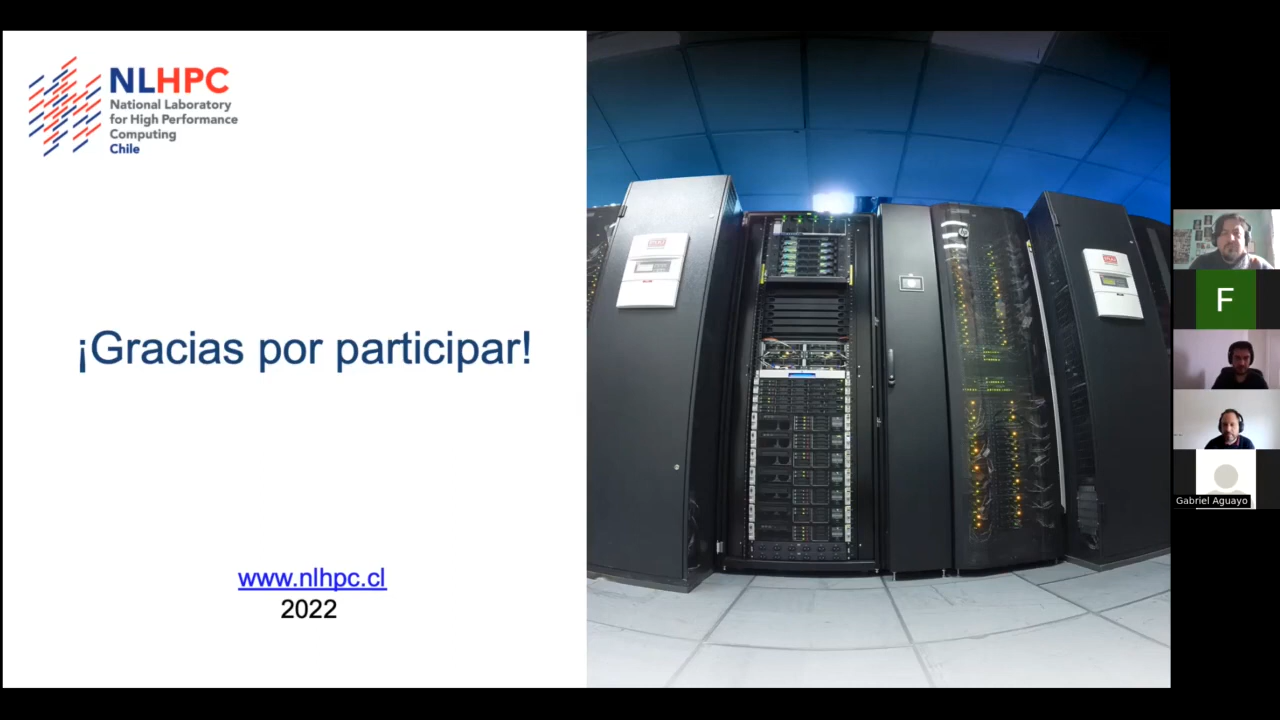 NLHPC
National Laboratory
for High Performance
Computing
Chile
¡Gracias por participar!
www.nlhpc.cl
2022
F
Gabriel Aguayo